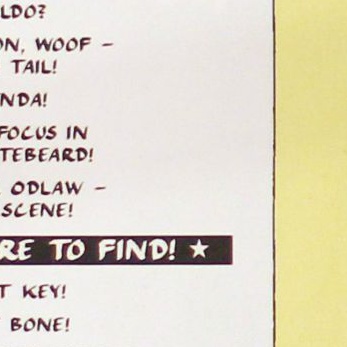 LDO?
ON, WOOF –
TAIL!
NDA!
FOCUS IN
TEBEARD!
ODLAW –
SCENE!
RE TO FIND! ★
T KEY!
BONE!